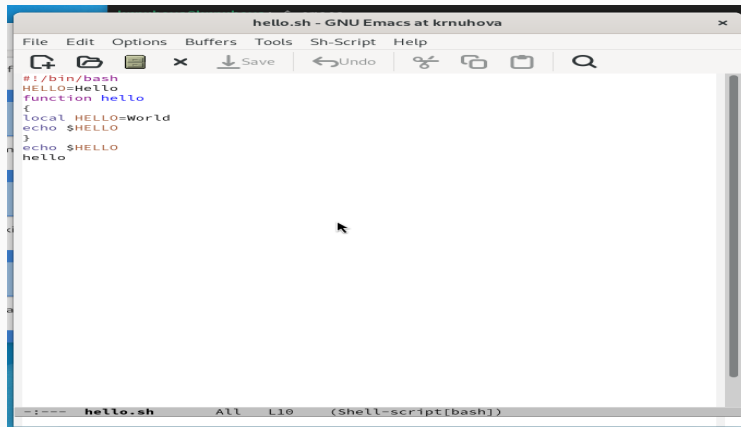 hello.sh - GNU Emacs at krnuhova
File Edit Options Buffers Tools Sh-Script Help
Save Undo
#!/bin/bash
HELLO=Hello
function hello
{
local HELLO=World
echo $HELLO
}
echo $HELLO
hello
-:--- hello.sh All L10 (Shell-script[bash])